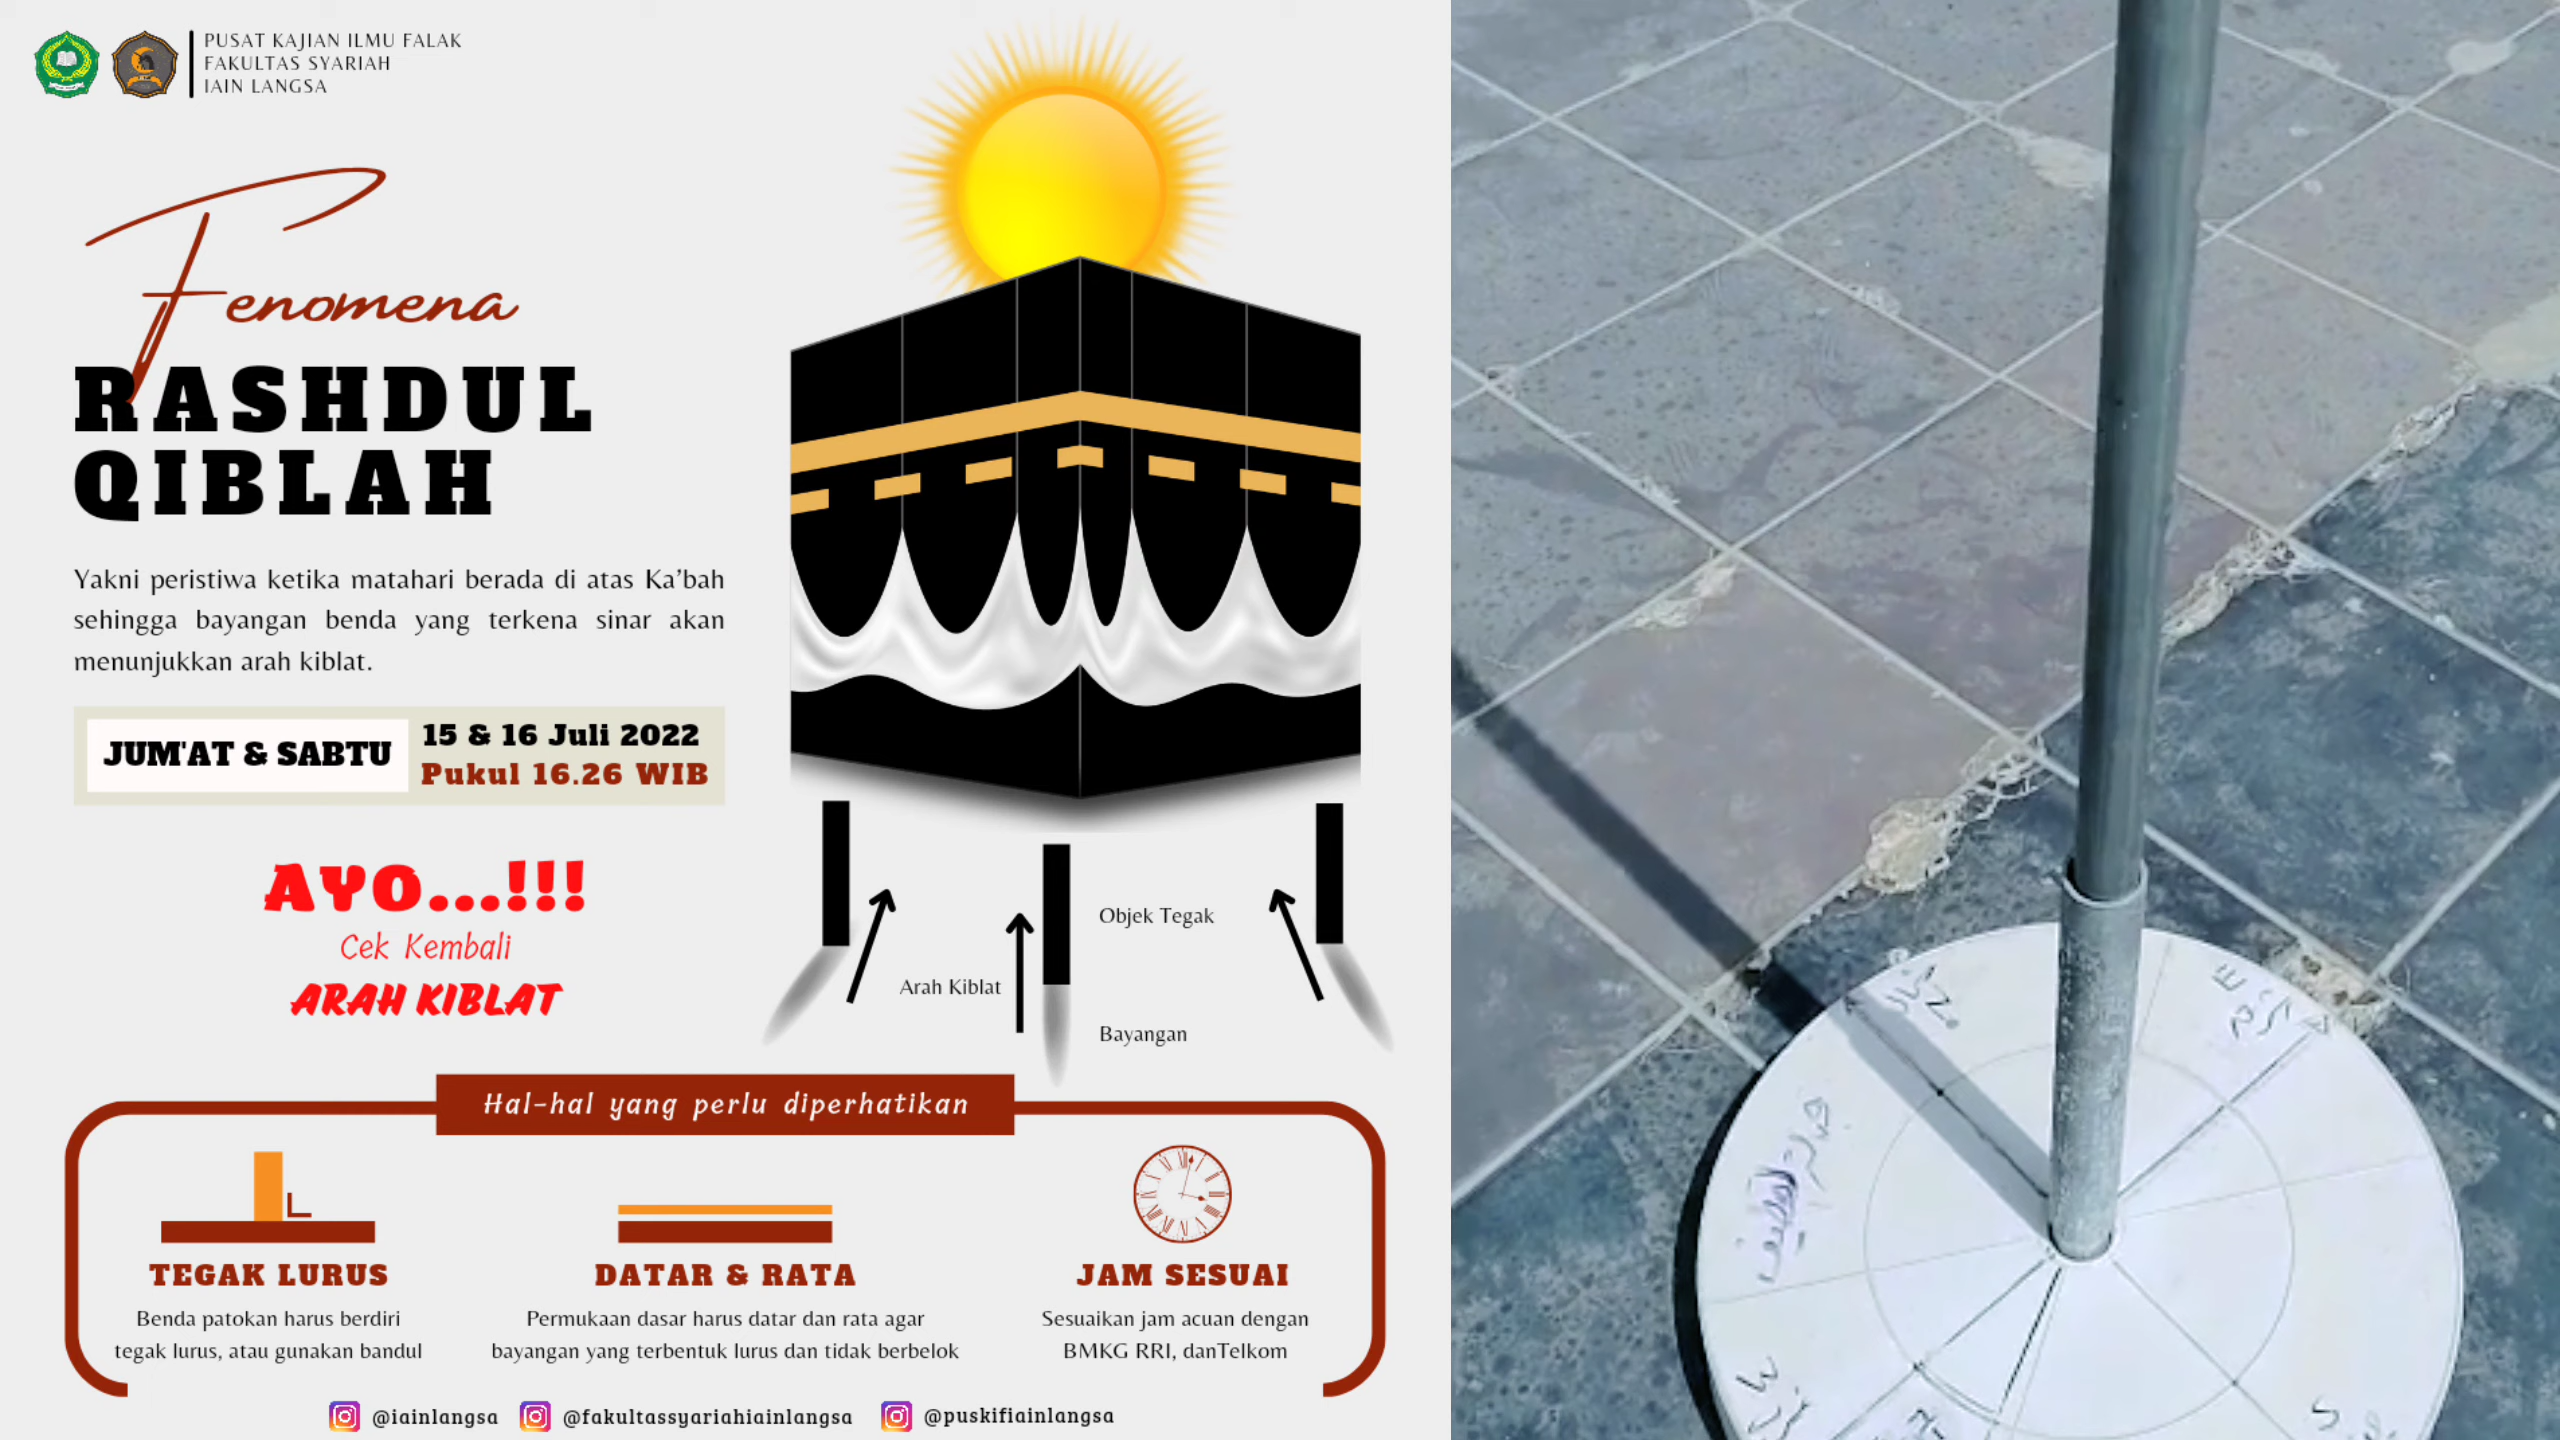 PUSAT KAJIAN ILMU FALAK
FAKULTAS SYARIAH
IAIN LANGSA
Fenomena
RASHDUL
QIBLAH
Yakni peristiwa ketika matahari berada di atas Ka'bah
sehingga bayangan benda yang terkena sinar akan
menunjukkan arah kiblat.
JUM'AT & SABTU
15 & 16 Juli 2022
Pukul 16.26 WIB
AYO...!!!
Cek Kembali
ARAH KIBLAT
Objek Tegak
Arah Kiblat
Bayangan
Hal-hal yang perlu diperhatikan
TEGAK LURUS
Benda patokan harus berdiri
tegak lurus, atau gunakan bandul
DATAR & RATA
Permukaan dasar harus datar dan rata agar
bayangan yang terbentuk lurus dan tidak berbelok
JAM SESUAI
Sesuaikan jam acuan dengan
BMKG RRI, danTelkom
@iainlangsa
@fakultassyariahiainlangsa
@puskifiainlangsa